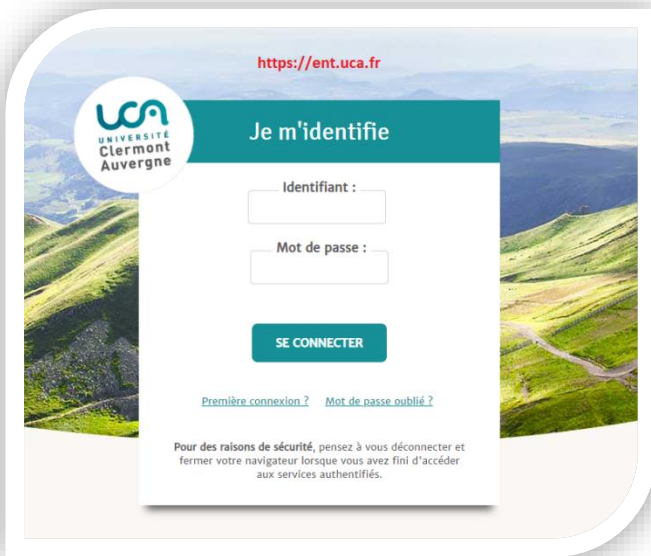 https://ent.uca.fr
uca
UNIVERSITÉ
Clermont
Auvergne
Je m'identifie
Identifiant :
Mot de passe :
SE CONNECTER
Première connexion ? Mot de passe oublié ?
Pour des raisons de sécurité, pensez à vous déconnecter et
fermer votre navigateur lorsque vous avez fini d'accéder
aux services authentifiés.